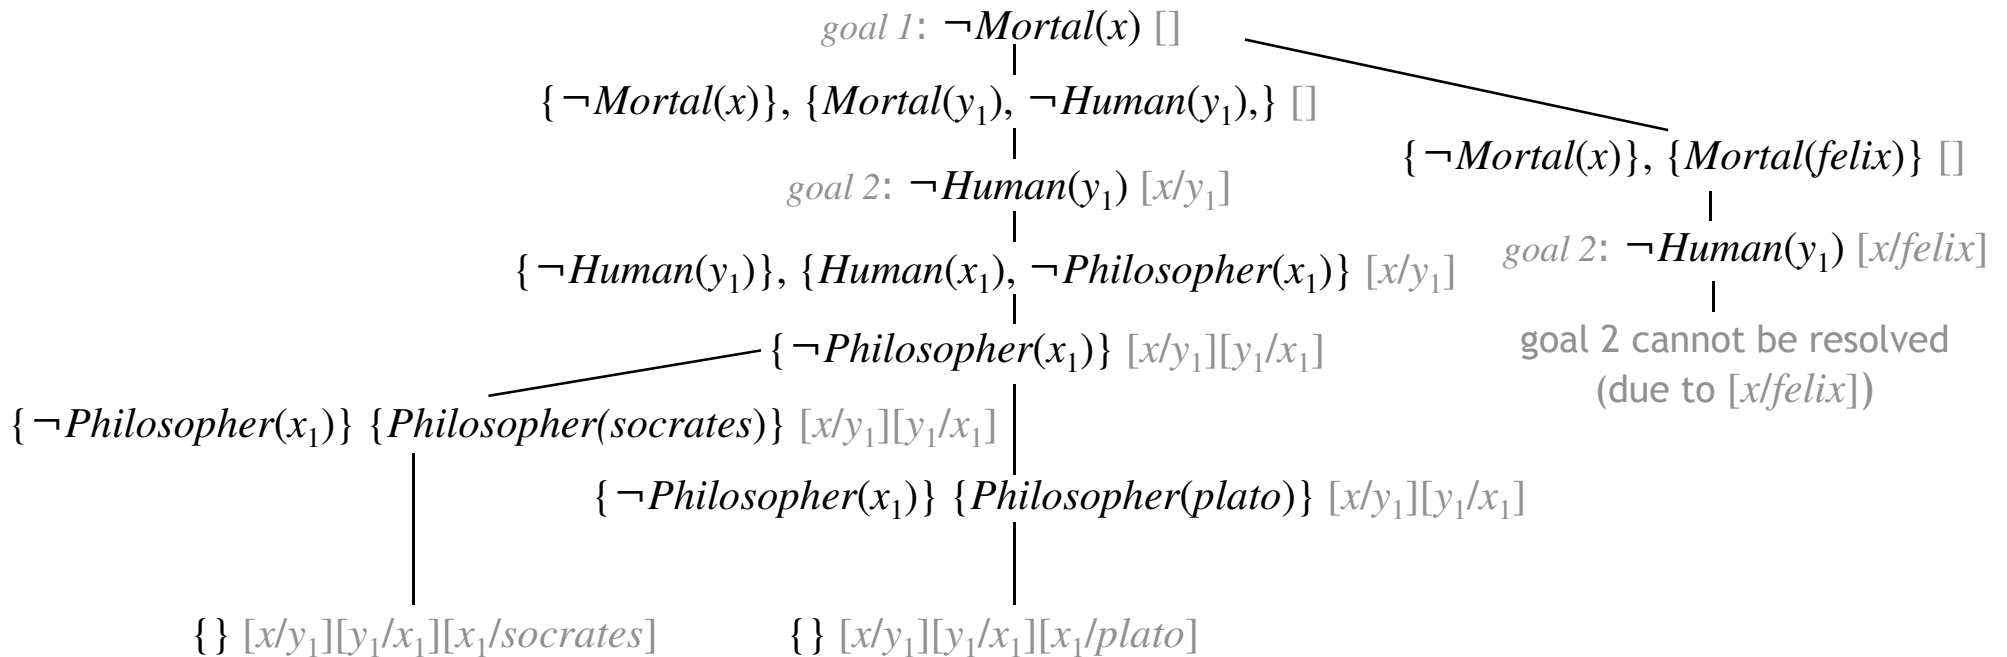 goal 1: ¬Mortal(x) []
{¬Mortal(x)}, {Mortal(y₁), ¬Human(y₁),} []
{¬Mortal(x)}, {Mortal(felix)} []
goal 2: ¬Human(y₁) [x/y₁]
goal 2: ¬Human(y₁) [x/felix]
{¬Human(y₁)}, {Human(x₁), ¬Philosopher(x₁)} [x/y₁]
{¬Philosopher(x₁)} [x/y₁][y₁/x₁]
goal 2 cannot be resolved
(due to [x/felix])
{¬Philosopher(x₁)} {Philosopher(socrates)} [x/y₁][y₁/x₁]
{¬Philosopher(x₁)} {Philosopher(plato)} [x/y₁][y₁/x₁]
{} [x/y₁][y₁/x₁][x₁/socrates]
{} [x/y₁][y₁/x₁][x₁/plato]